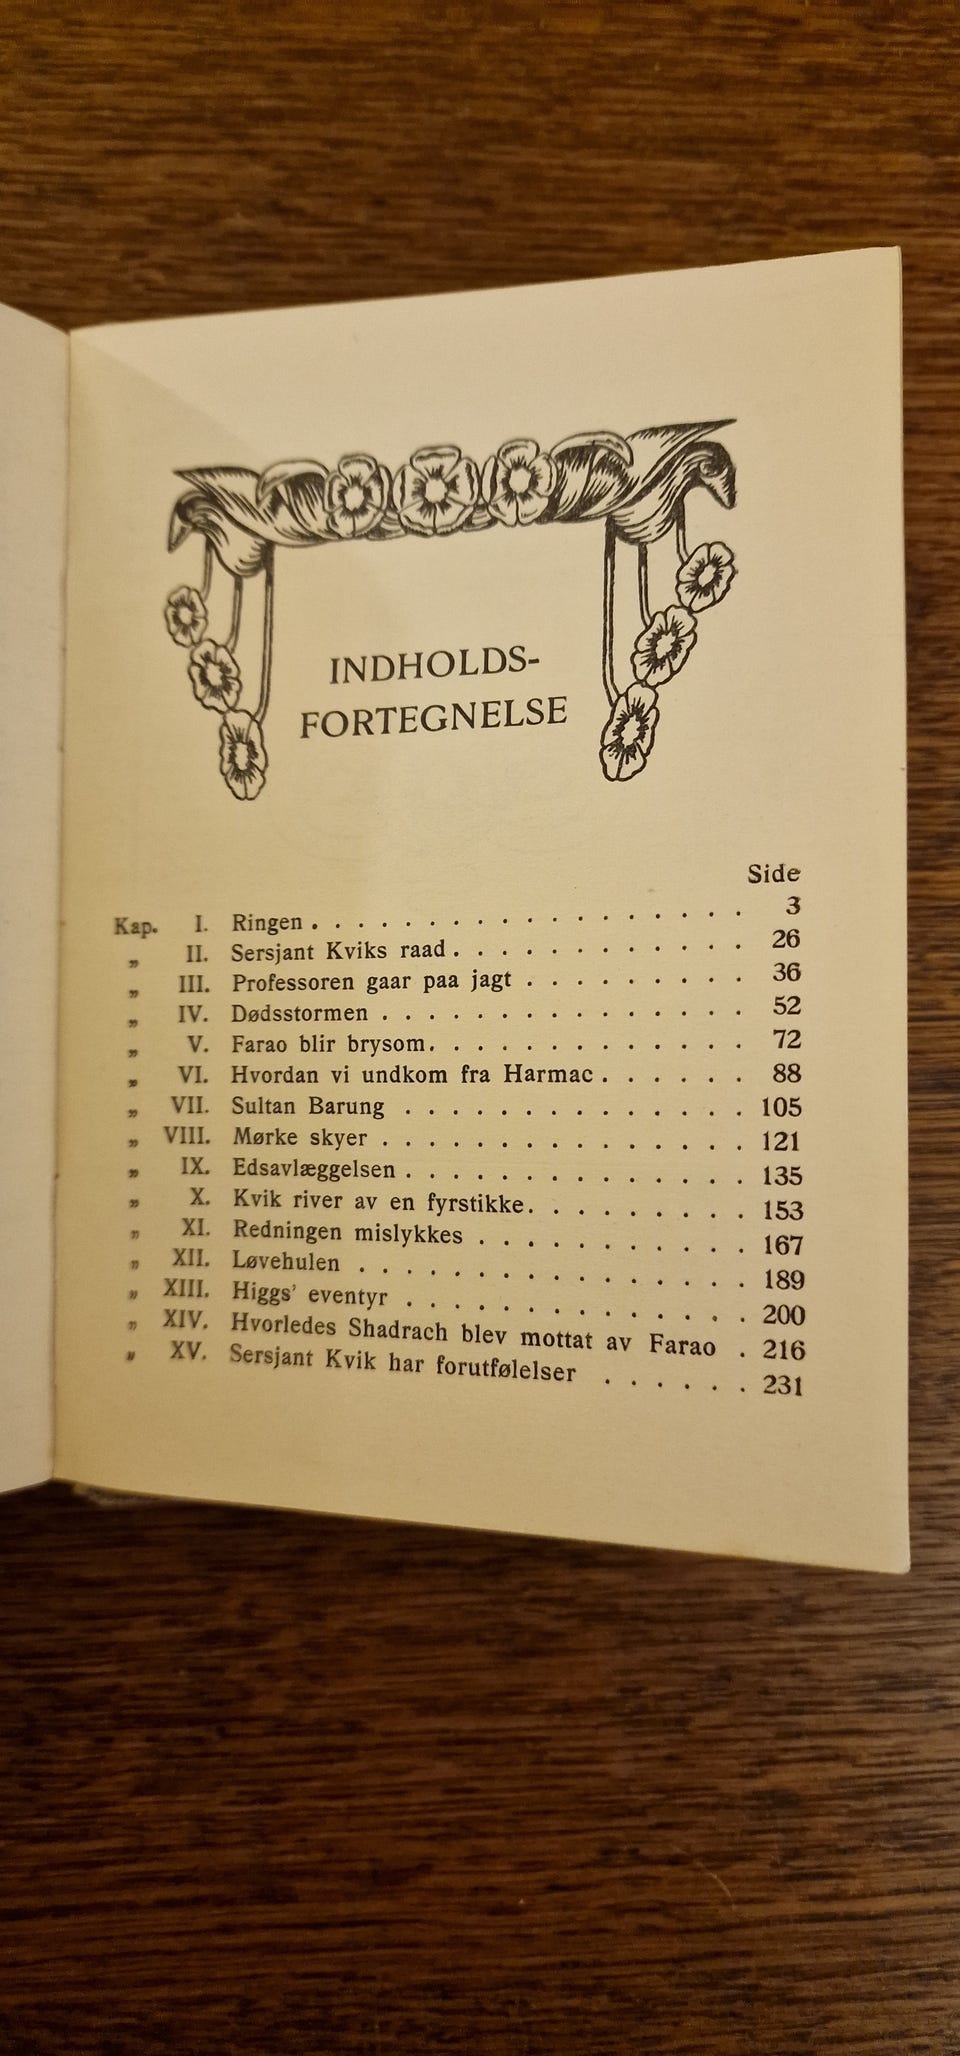 INDHOLDS-
FORTEGNELSE
Side
Kap. I. Ringen . . . . . . . . . . . . . . . . . . . 3
„ II. Sersjant Kviks raad . . . . . . . . . . . . . 26
„ III. Professoren gaar paa jagt . . . . . . . . . . 36
„ IV. Dødsstormen . . . . . . . . . . . . . . . . 52
„ V. Farao blir brysom . . . . . . . . . . . . . . 72
„ VI. Hvordan vi undkom fra Harmac . . . . . . . 88
„ VII. Sultan Barung . . . . . . . . . . . . . . . 105
„ VIII. Mørke skyer . . . . . . . . . . . . . . . . 121
„ IX. Edsavlæggelsen . . . . . . . . . . . . . . . 135
„ X. Kvik river av en fyrstikke . . . . . . . . . . 153
„ XI. Redningen mislykkes . . . . . . . . . . . . 167
„ XII. Løvehulen . . . . . . . . . . . . . . . . . 189
„ XIII. Higgs' eventyr . . . . . . . . . . . . . . . 200
„ XIV. Hvorledes Shadrach blev mottat av Farao . 216
„ XV. Sersjant Kvik har forutfølelser . . . . . . 231